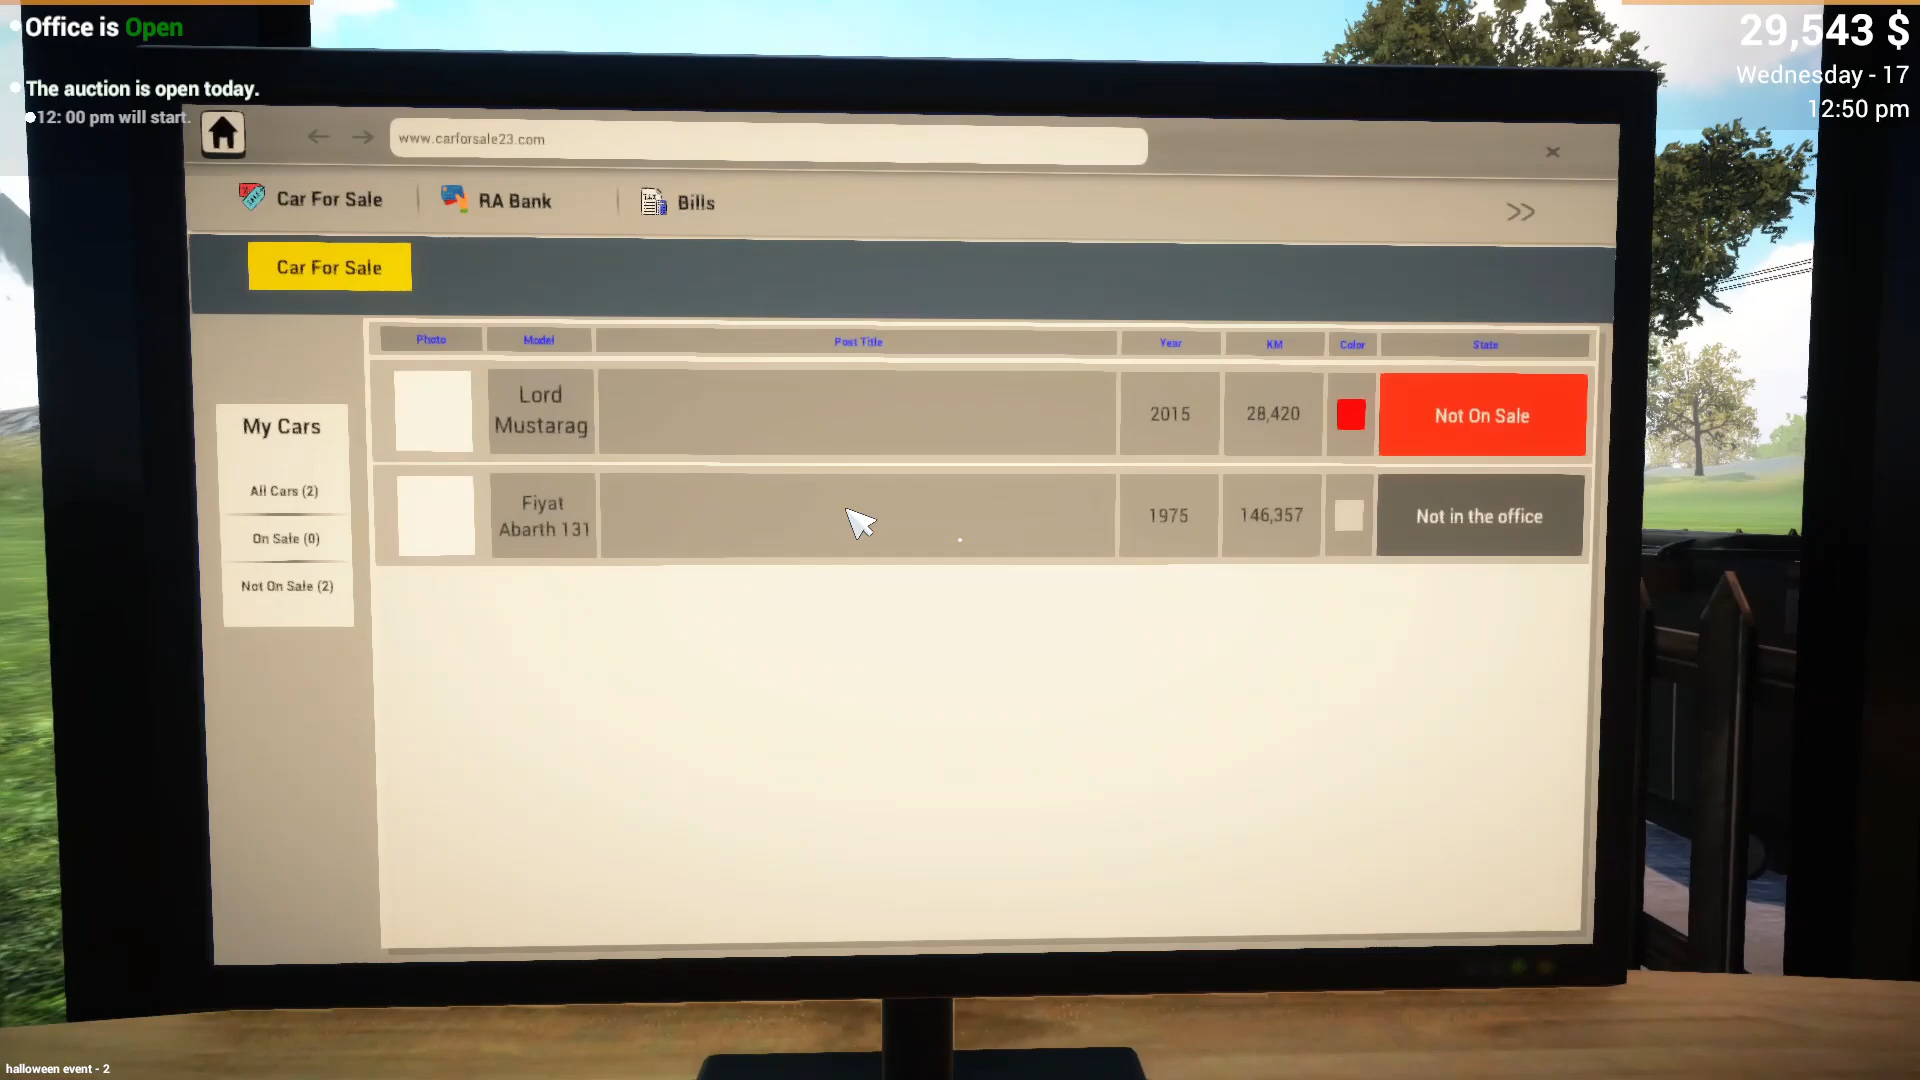 Office is Open
The auction is open today.
12: 00 pm will start.
29,543 $
Wednesday - 17
12:50 pm
www.carforsale23.com
Car For Sale
RA Bank
Bills
>>
Car For Sale
Photo
Model
Post Title
Year
KM
Color
State
Lord
Mustarag
2015
28,420
Not On Sale
Fiyat
Abarth 131
1975
146,357
Not in the office
My Cars
All Cars (2)
On Sale (0)
Not On Sale (2)
halloween event - 2